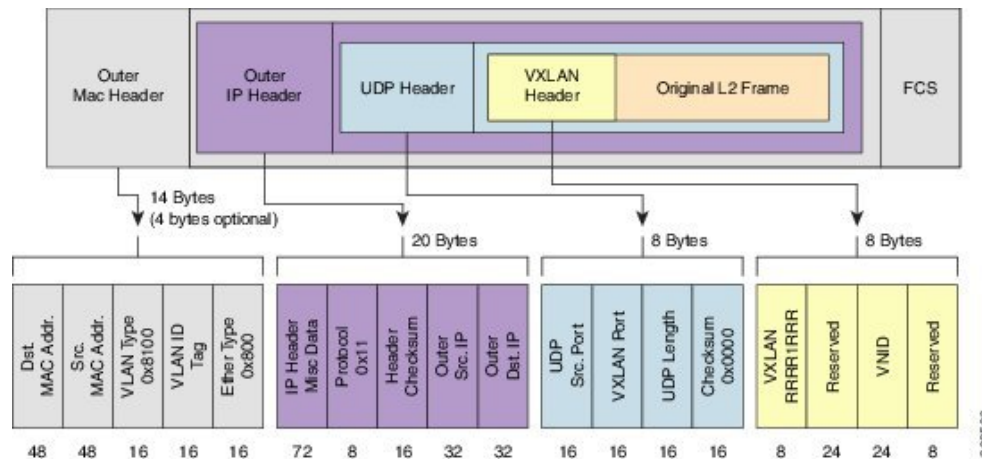 Outer
Mac Header
Outer
IP Header
UDP Header
VXLAN
Header
Original L2 Frame
FCS
14 Bytes
(4 bytes optional)
20 Bytes
8 Bytes
8 Bytes
Dst.
MAC Addr.
Src.
MAC Addr.
VLAN Type
0x8100
VLAN ID
Tag
Ether Type
0x800
IP Header
Misc Data
Protocol
0x11
Header
Checksum
Outer
Src. IP
Outer
Dst. IP
UDP
Src. Port
VXLAN Port
UDP Length
Checksum
0x0000
VXLAN
RRRR1RRR
Reserved
VNID
Reserved
48 48 16 16 16 72 8 16 32 32 16 16 16 16 8 24 24 8